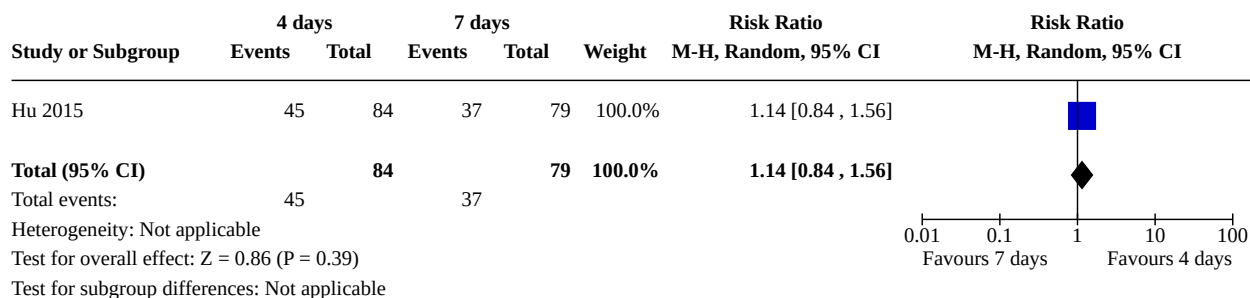 4 days 7 days Risk Ratio Risk Ratio
Study or Subgroup Events Total Events Total Weight M-H, Random, 95% CI M-H, Random, 95% CI
Hu 2015 45 84 37 79 100.0% 1.14 [0.84 , 1.56]
Total (95% CI) 84 79 100.0% 1.14 [0.84 , 1.56]
Total events: 45 37
Heterogeneity: Not applicable
0.01 0.1 1 10 100
Test for overall effect: Z = 0.86 (P = 0.39) Favours 7 days Favours 4 days
Test for subgroup differences: Not applicable